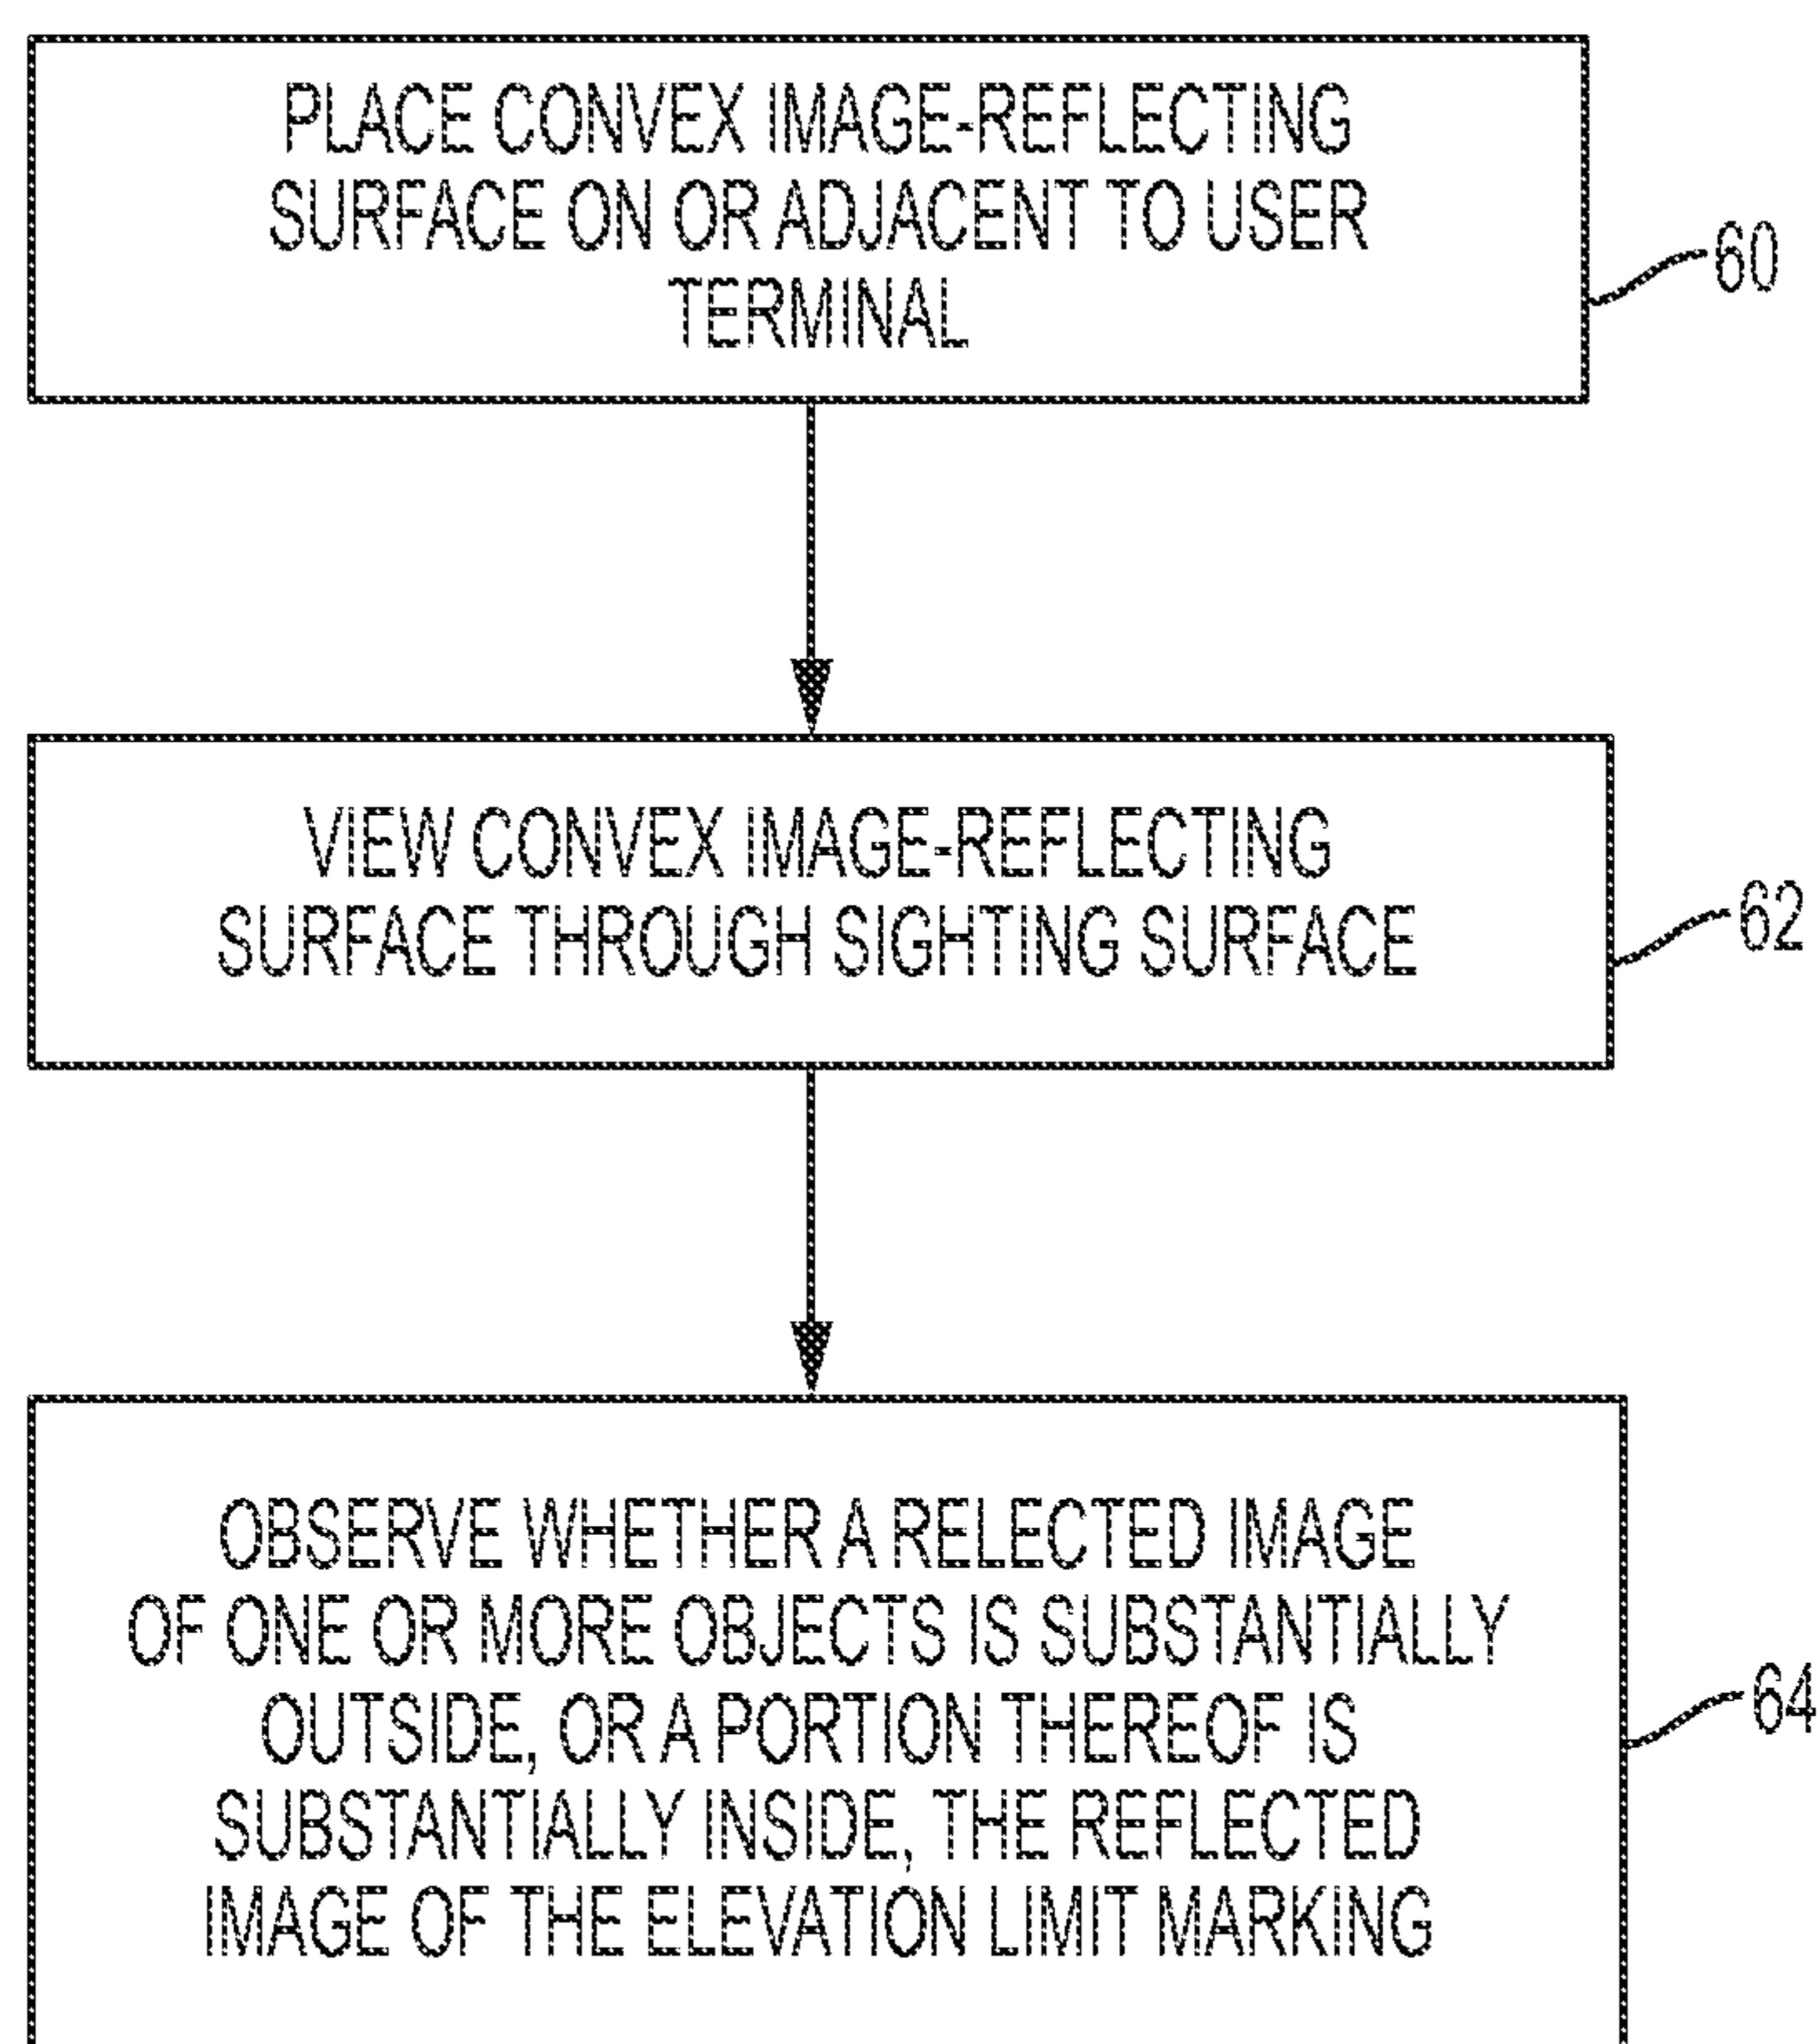 PLACE CONVEX IMAGE-REFLECTING
SURFACE ON OR ADJACENT TO USER
TERMINAL
60
VIEW CONVEX IMAGE-REFLECTING
SURFACE THROUGH SIGHTING SURFACE
62
OBSERVE WHETHER A RELECTED IMAGE
OF ONE OR MORE OBJECTS IS SUBSTANTIALLY
OUTSIDE, OR A PORTION THEREOF IS
SUBSTANTIALLY INSIDE, THE REFLECTED
IMAGE OF THE ELEVATION LIMIT MARKING
64